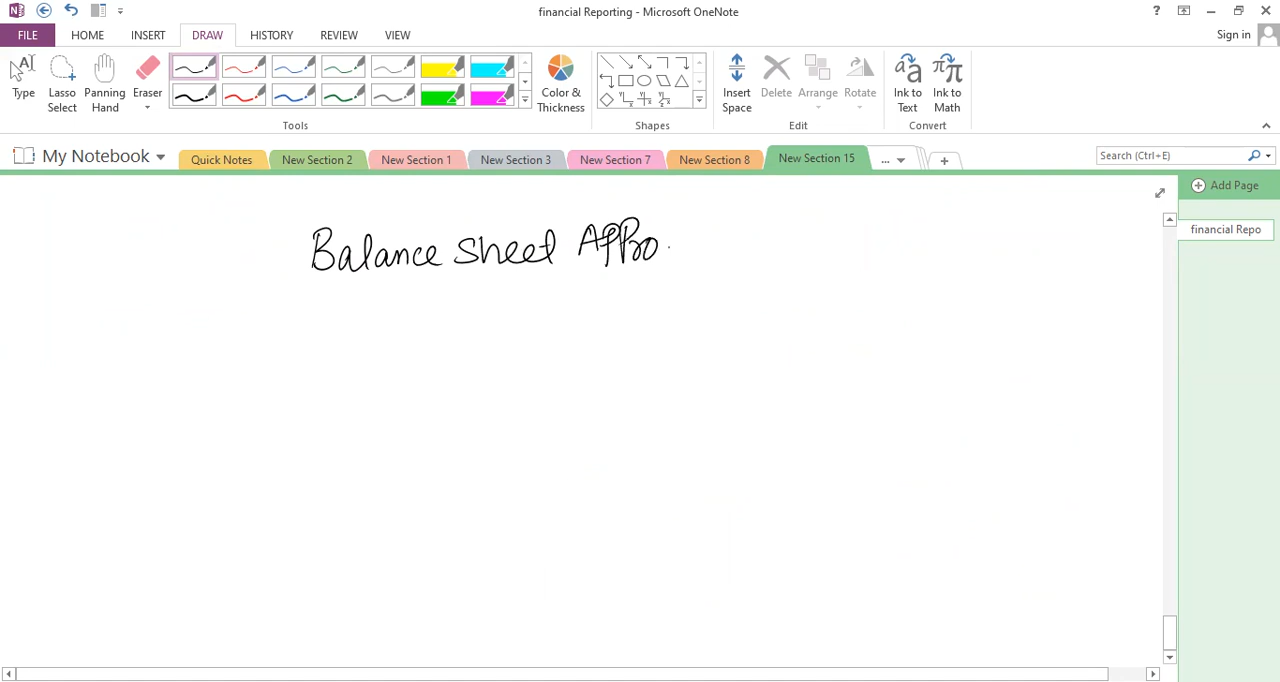 financial Reporting - Microsoft OneNote
?
FILE HOME INSERT DRAW HISTORY REVIEW VIEW Sign in
Type Lasso Select Panning Hand Eraser Color & Thickness Insert Space Delete Arrange Rotate Ink to Text Ink to Math
Tools Shapes Edit Convert
My Notebook Quick Notes New Section 2 New Section 1 New Section 3 New Section 7 New Section 8 New Section 15 ... Search (Ctrl+E)
Add Page
financial Repo
Balance Sheet Appro